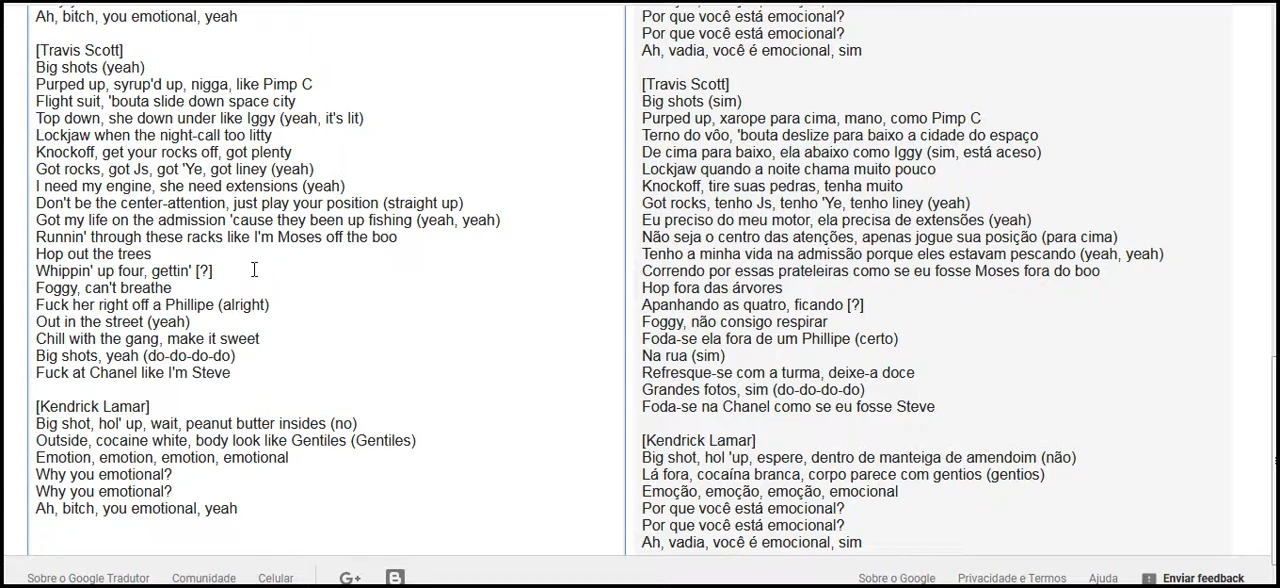 Ah, bitch, you emotional, yeah
[Travis Scott]
Big shots (yeah)
Purped up, syrup'd up, nigga, like Pimp C
Flight suit, 'bouta slide down space city
Top down, she down under like Iggy (yeah, it's lit)
Lockjaw when the night-call too litty
Knockoff, get your rocks off, got plenty
Got rocks, got Js, got 'Ye, got liney (yeah)
I need my engine, she need extensions (yeah)
Don't be the center-attention, just play your position (straight up)
Got my life on the admission 'cause they been up fishing (yeah, yeah)
Runnin' through these racks like I'm Moses off the boo
Hop out the trees
Whippin' up four, gettin' [?]
Foggy, can't breathe
Fuck her right off a Phillipe (alright)
Out in the street (yeah)
Chill with the gang, make it sweet
Big shots, yeah (do-do-do-do)
Fuck at Chanel like I'm Steve
[Kendrick Lamar]
Big shot, hol' up, wait, peanut butter insides (no)
Outside, cocaine white, body look like Gentiles (Gentiles)
Emotion, emotion, emotion, emotional
Why you emotional?
Why you emotional?
Ah, bitch, you emotional, yeah
Por que você está emocional?
Por que você está emocional?
Ah, vadia, você é emocional, sim
[Travis Scott]
Big shots (sim)
Purped up, xarope para cima, mano, como Pimp C
Terno do vôo, 'bouta deslize para baixo a cidade do espaço
De cima para baixo, ela abaixo como Iggy (sim, está aceso)
Lockjaw quando a noite chama muito pouco
Knockoff, tire suas pedras, tenha muito
Got rocks, tenho Js, tenho 'Ye, tenho liney (yeah)
Eu preciso do meu motor, ela precisa de extensões (yeah)
Não seja o centro das atenções, apenas jogue sua posição (para cima)
Tenho a minha vida na admissão porque eles estavam pescando (yeah, yeah)
Correndo por essas prateleiras como se eu fosse Moses fora do boo
Hop fora das árvores
Apanhando as quatro, ficando [?]
Foggy, não consigo respirar
Foda-se ela fora de um Phillipe (certo)
Na rua (sim)
Refresque-se com a turma, deixe-a doce
Grandes fotos, sim (do-do-do-do)
Foda-se na Chanel como se eu fosse Steve
[Kendrick Lamar]
Big shot, hol 'up, espere, dentro de manteiga de amendoim (não)
Lá fora, cocaína branca, corpo parece com gentios (gentios)
Emoção, emoção, emoção, emocional
Por que você está emocional?
Por que você está emocional?
Ah, vadia, você é emocional, sim
Sobre o Google Tradutor Comunidade Celular G+ Sobre o Google Privacidade e Termos Ajuda Enviar feedback